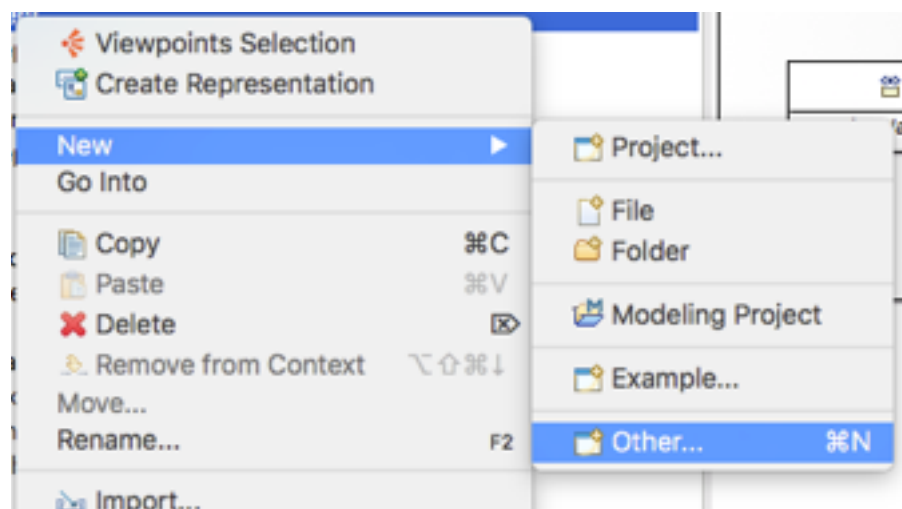 Viewpoints Selection
Create Representation
New
Go Into
Copy ⌘C
Paste ⌘V
Delete ⌦
Remove from Context ⌥⇧⌘↓
Move...
Rename... F2
Import...
Project...
File
Folder
Modeling Project
Example...
Other... ⌘N